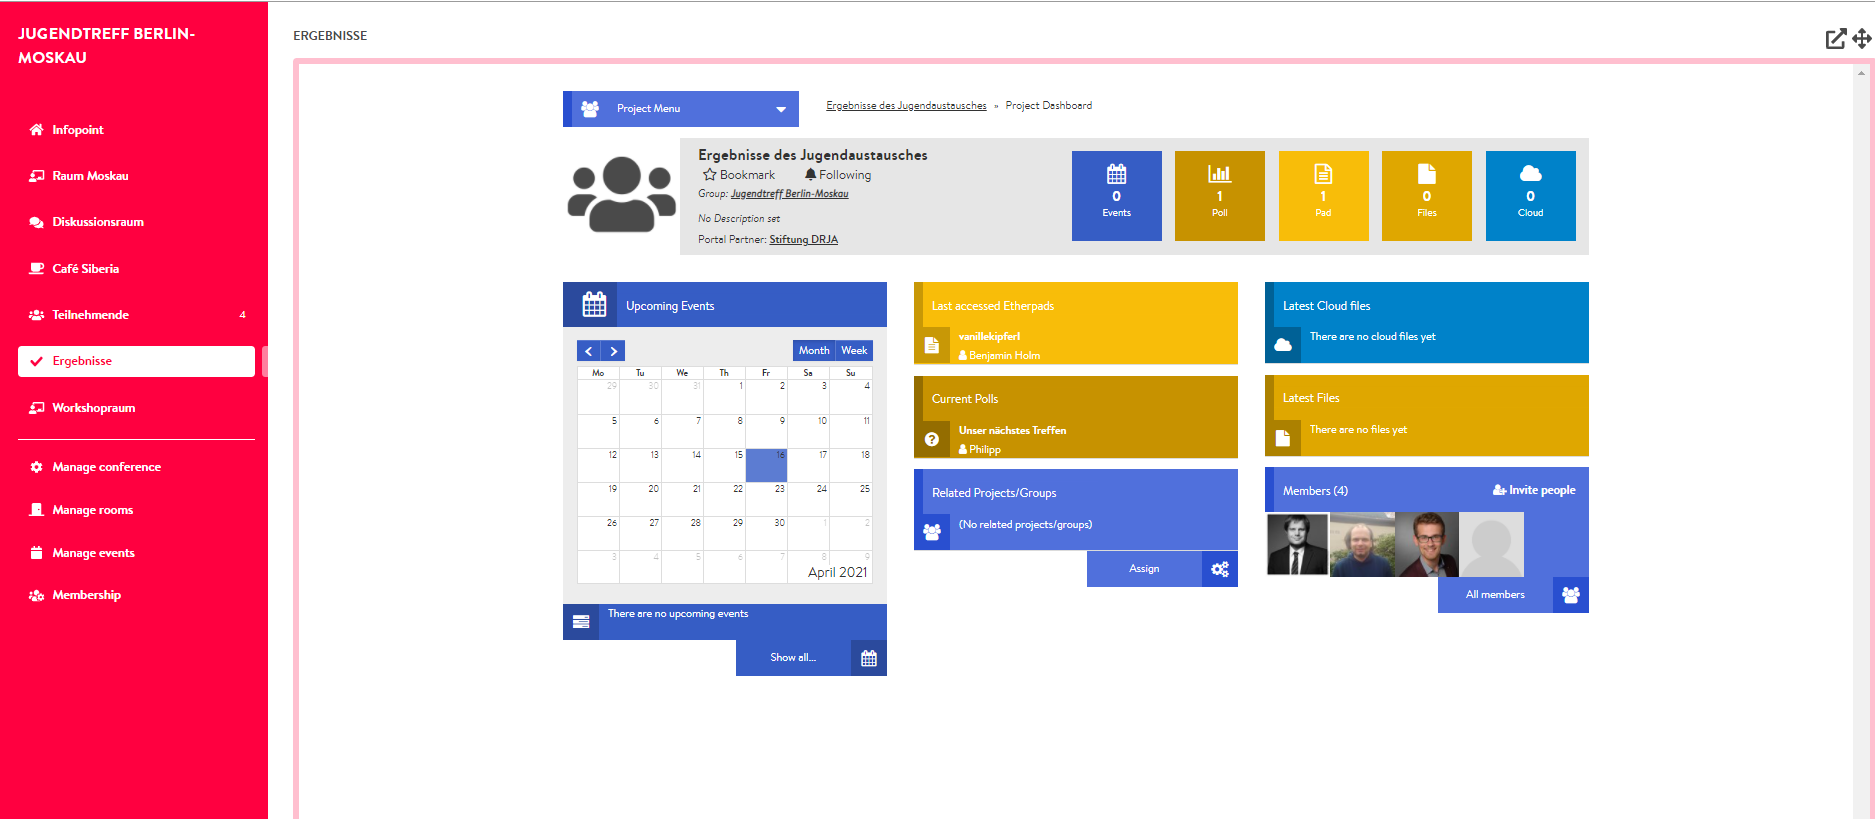 JUGENDTREFF BERLIN-
MOSKAU
Infopoint
Raum Moskau
Diskussionsraum
Café Siberia
Teilnehmende 4
Ergebnisse
Workshopraum
Manage conference
Manage rooms
Manage events
Membership
ERGEBNISSE
Project Menu
Ergebnisse des Jugendaustausches » Project Dashboard
Ergebnisse des Jugendaustausches
Bookmark Following
Group: Jugendtreff Berlin-Moskau
No Description set
Portal Partner: Stiftung DRJA
0
Events
1
Poll
1
Pad
0
Files
0
Cloud
Upcoming Events
Month Week
Mo Tu We Th Fr Sa Su
29 30 31 1 2 3 4
5 6 7 8 9 10 11
12 13 14 15 16 17 18
19 20 21 22 23 24 25
26 27 28 29 30 1 2
3 4 5 6 7 8 9
April 2021
There are no upcoming events
Show all...
Last accessed Etherpads
vanillekipferl
Benjamin Holm
Current Polls
Unser nächstes Treffen
Philipp
Related Projects/Groups
(No related projects/groups)
Assign
Latest Cloud files
There are no cloud files yet
Latest Files
There are no files yet
Members (4) Invite people
All members